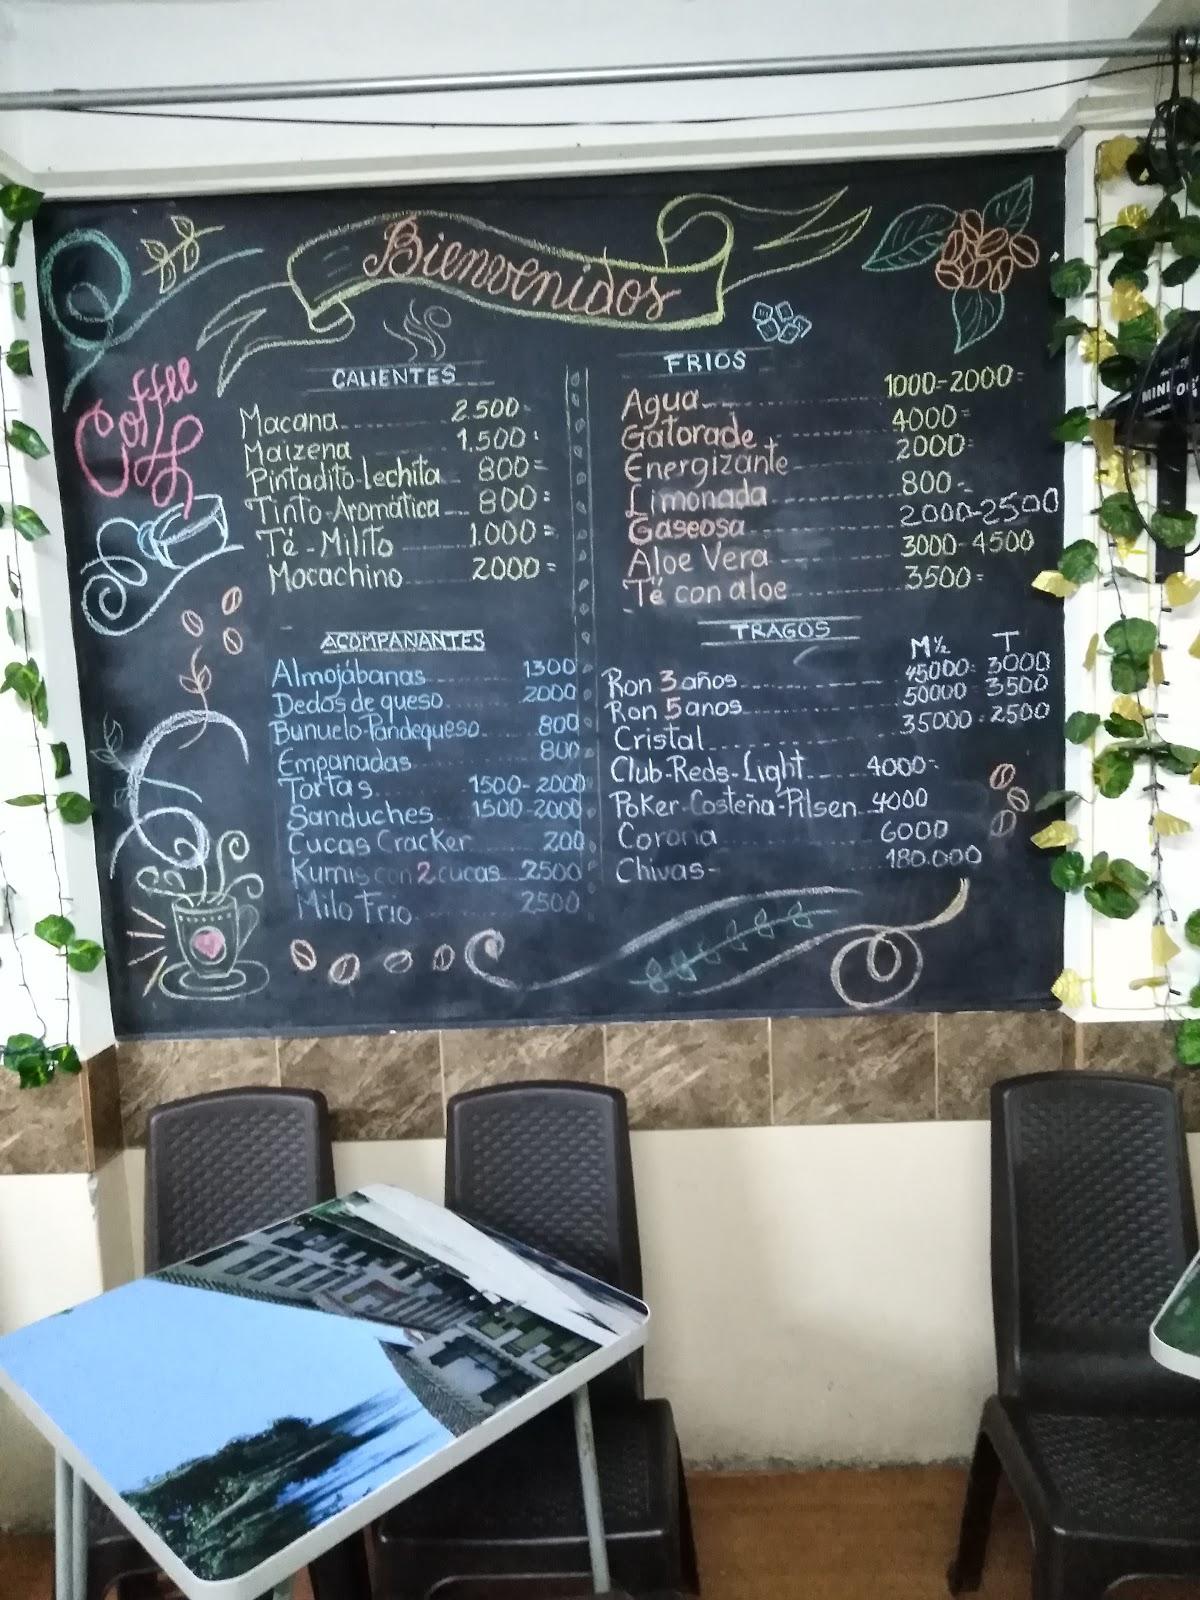 Bienvenidos
Coffee
CALIENTES
Macana 2.500
Maizena 1.500
Pintadito-Lechita 800
Tinto-Aromática 800
Té-Milito 1.000
Mocachino 2000
FRIOS
Agua 1000-2000
Gatorade 4000
Energizante 2000
Limonada 800
Gaseosa 2000-2500
Aloe Vera 3000-4500
Té con aloe 3500
ACOMPAÑANTES
Almojábanas 1300
Dedos de queso 2000
Bunuelo-Pandequeso 800
Empanadas 800
Tortas 1500-2000
Sanduches 1500-2000
Cucas Cracker 200
Kumis con 2 cucas 2500
Milo Frio 2500
TRAGOS
M½ T
Ron 3 años 45000 3000
Ron 5 anos 50000 3500
Cristal 35000 2500
Club-Reds-Light 4000
Poker-Costeña-Pilsen 4000
Corona 6000
Chivas 180.000
MINI